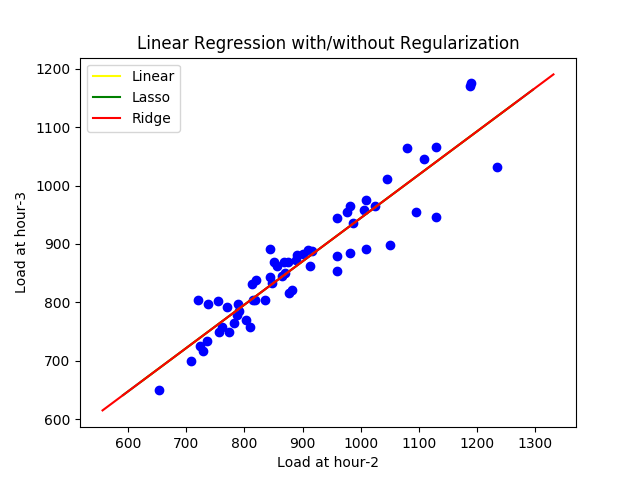 Linear Regression with/without Regularization
Linear
Lasso
Ridge
Load at hour-3
1200
1100
1000
900
800
700
600
600 700 800 900 1000 1100 1200 1300
Load at hour-2